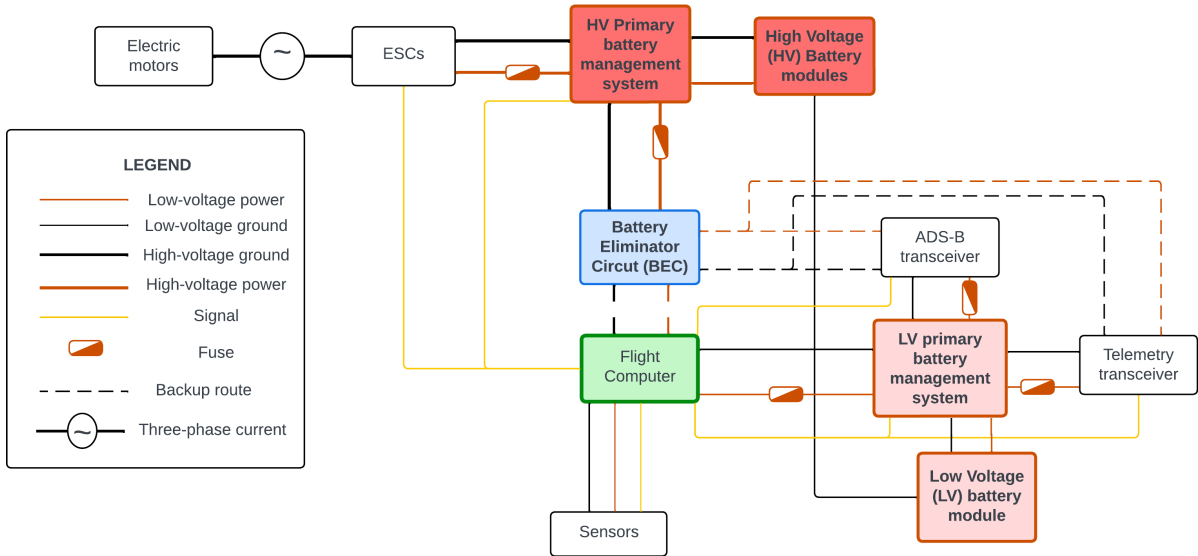 Electric
motors
~
ESCs
HV Primary
battery
management
system
High Voltage
(HV) Battery
modules
LEGEND
Low-voltage power
Low-voltage ground
High-voltage ground
High-voltage power
Signal
Fuse
Backup route
~
Three-phase current
Battery
Eliminator
Circut (BEC)
ADS-B
transceiver
Flight
Computer
LV primary
battery
management
system
Telemetry
transceiver
Low Voltage
(LV) battery
module
Sensors